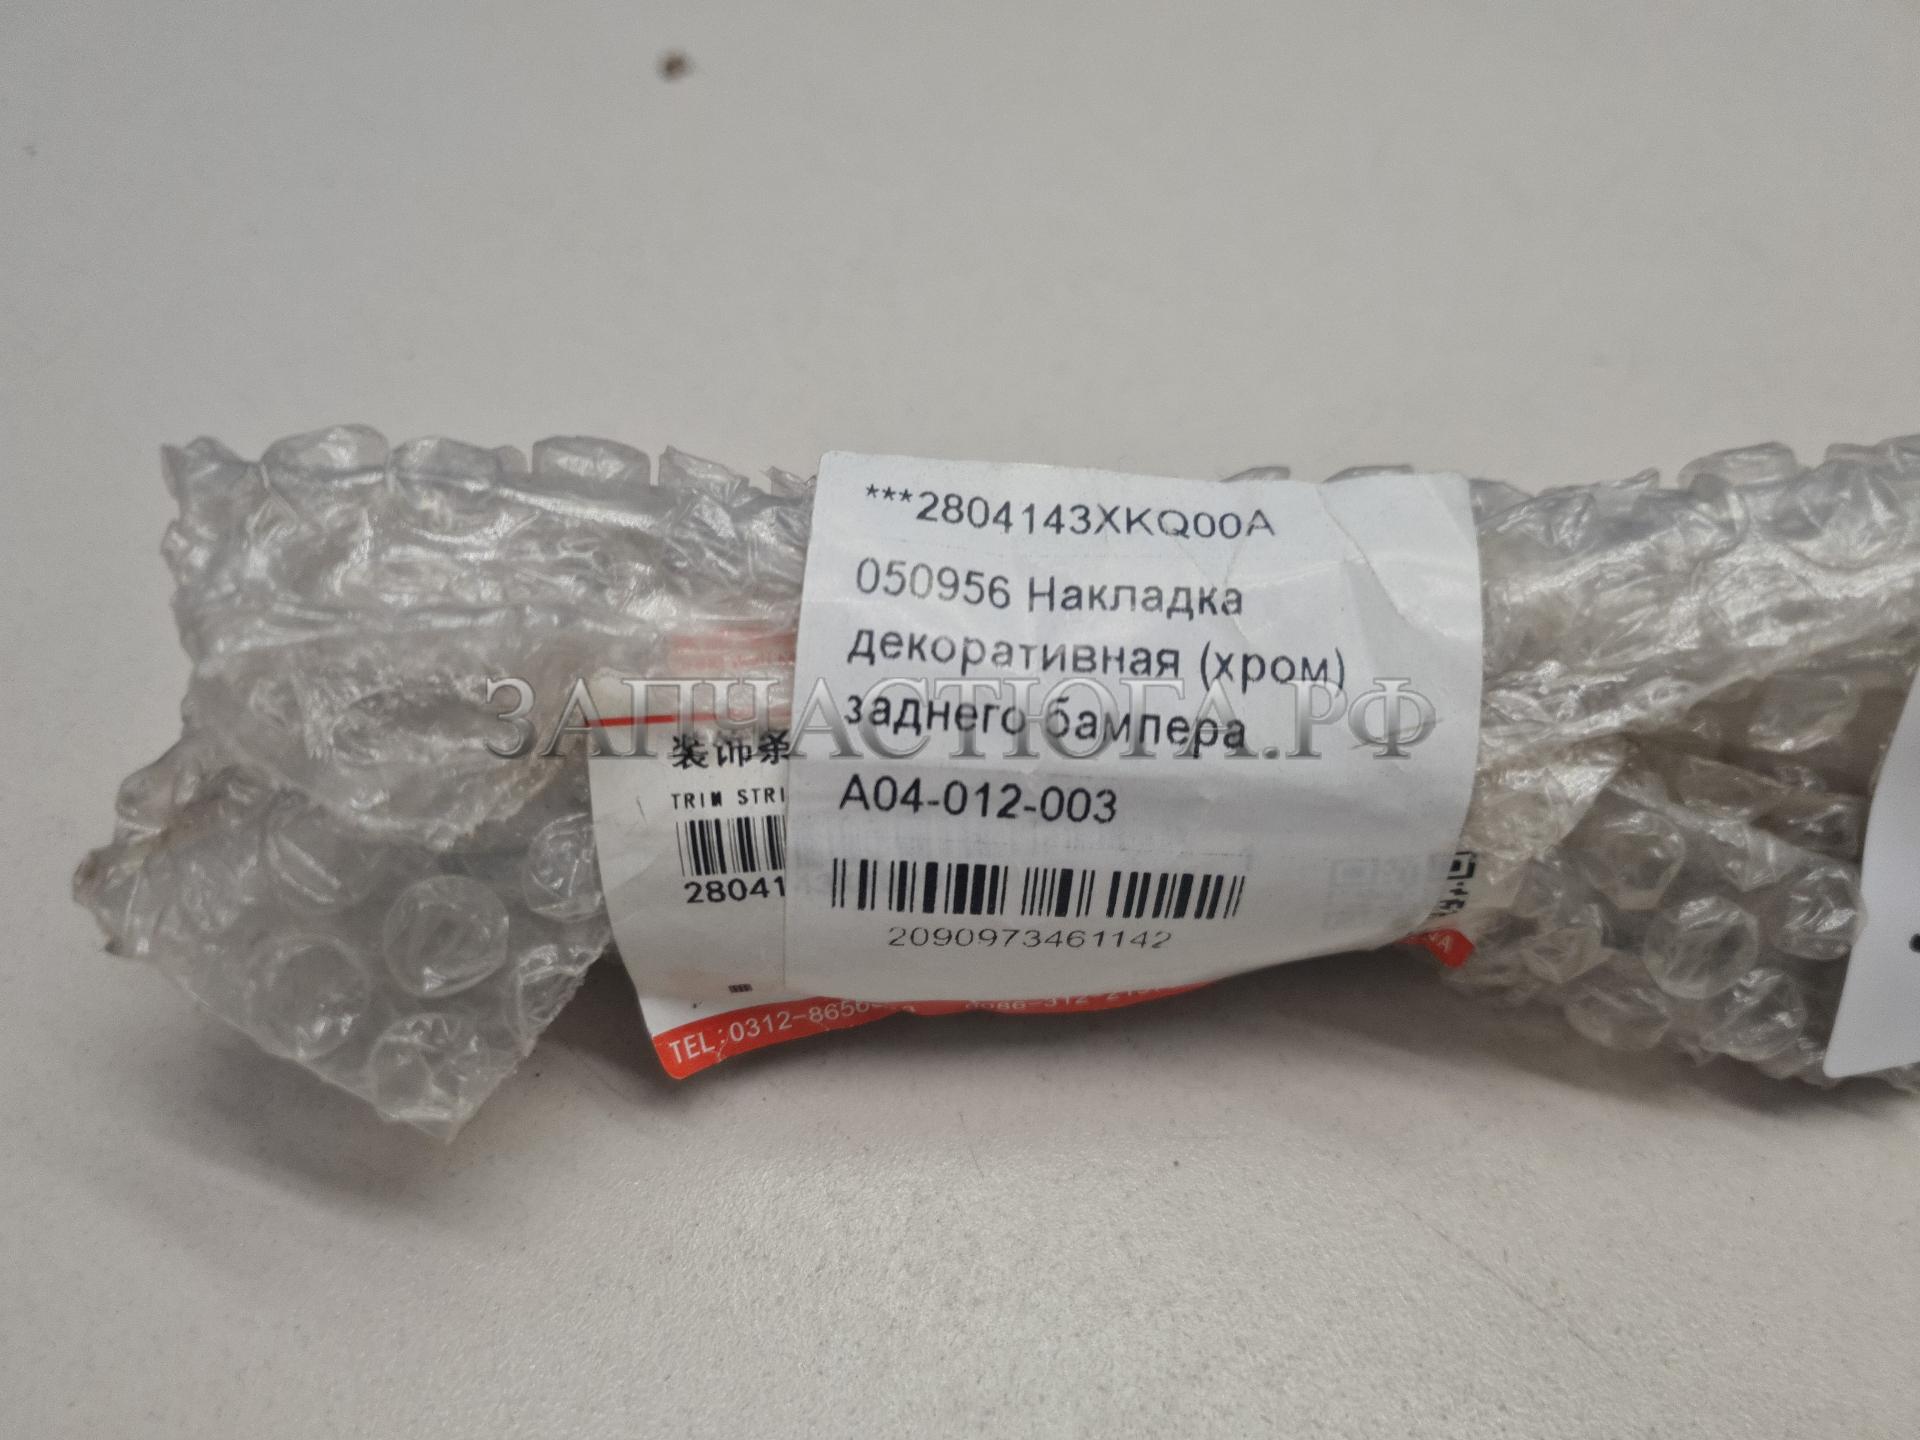 ***2804143XKQ00A
050956 Накладка
декоративная (хром)
заднего бампера
A04-012-003
2090973461142
ЗАПЧАСТЮГА.РФ
装饰条
TRIM STRI
28041
TEL:0312-8656